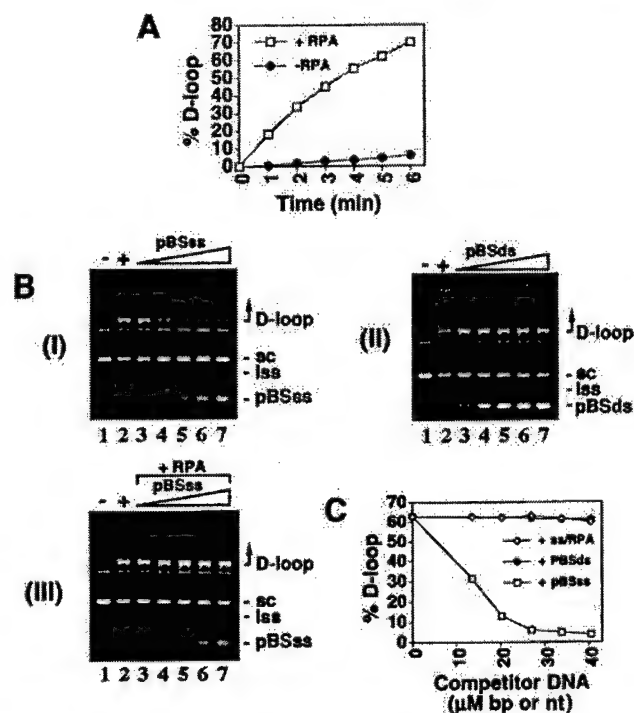 A
% D-loop
80
70
60
50
40
30
20
10
0
+ RPA
-RPA
0 1 2 3 4 5 6
Time (min)
B
(I)
- + pBSss
D-loop
- sc
- lss
- pBSss
1 2 3 4 5 6 7
(II)
- + pBSds
D-loop
- sc
- lss
- pBSds
1 2 3 4 5 6 7
(III)
+ RPA
- + pBSss
D-loop
- sc
- lss
- pBSss
1 2 3 4 5 6 7
C
% D-loop
70
60
50
40
30
20
10
0
+ ss/RPA
+ PBSds
+ pBSss
0 10 20 30 40
Competitor DNA
(µM bp or nt)